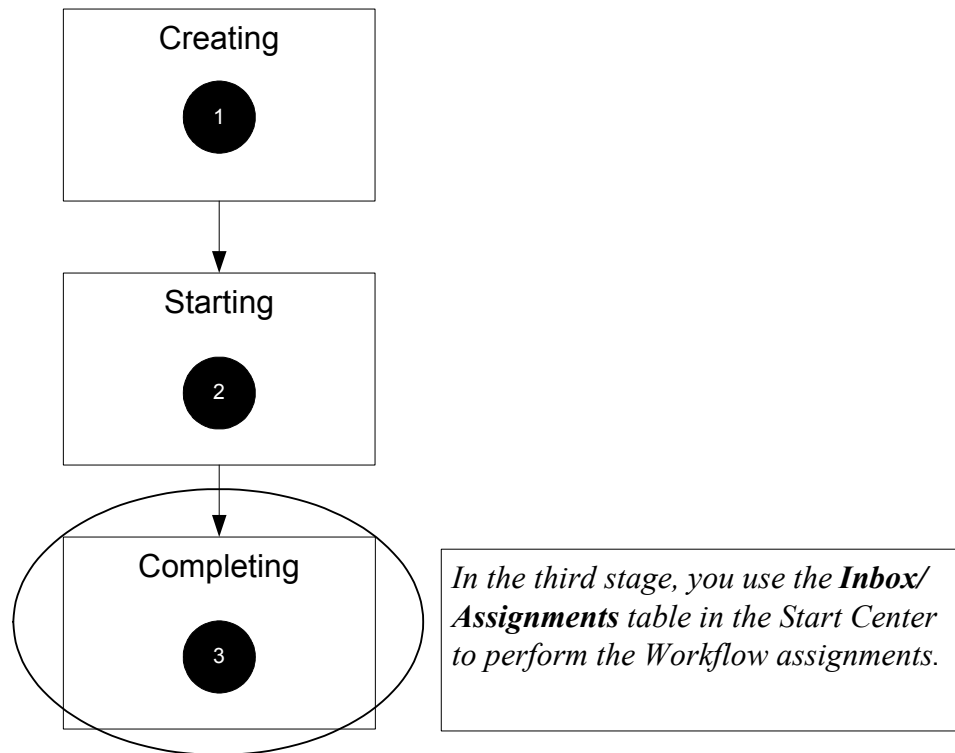 Creating
1
Starting
2
Completing
3
In the third stage, you use the Inbox/
Assignments table in the Start Center
to perform the Workflow assignments.